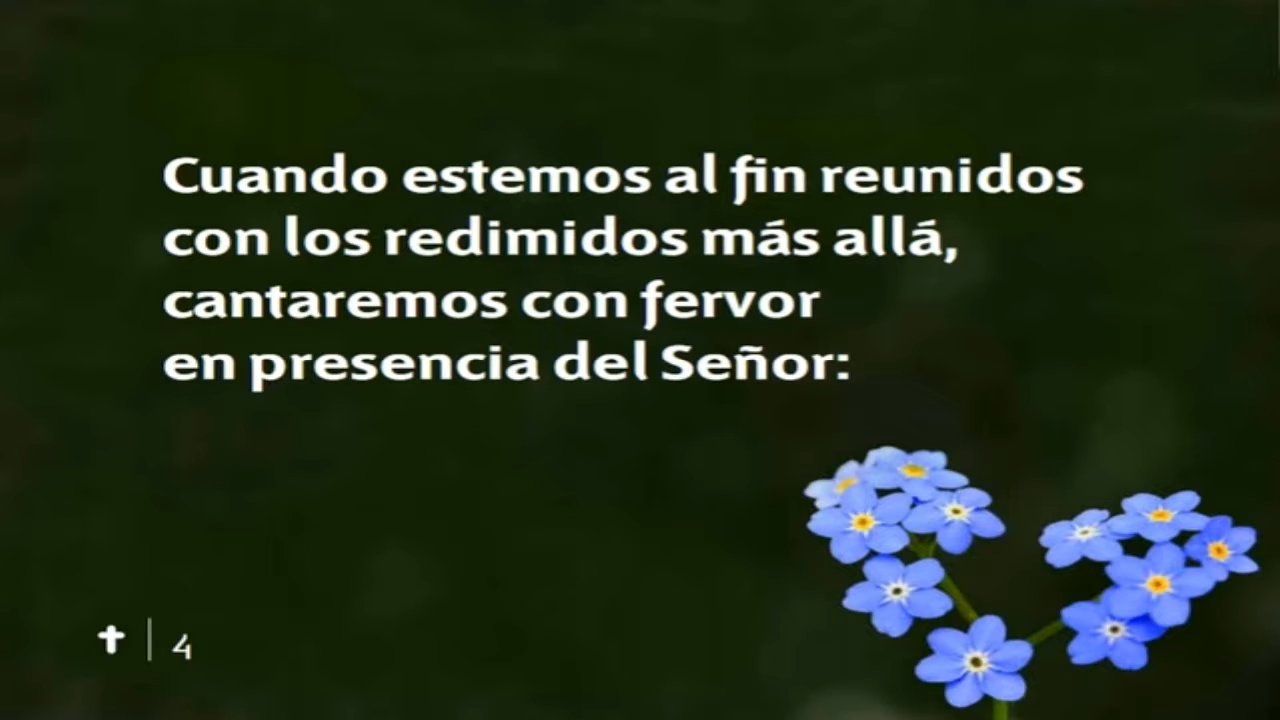 Cuando estemos al fin reunidos
con los redimidos más allá,
cantaremos con fervor
en presencia del Señor:
4